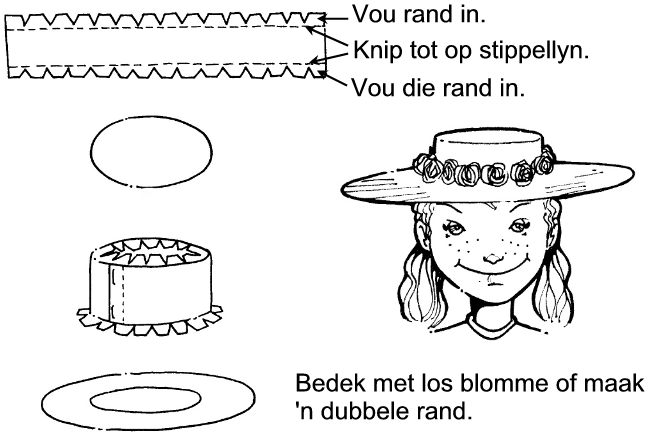 Vou rand in.
Knip tot op stippellyn.
Vou die rand in.
Bedek met los blomme of maak
'n dubbele rand.